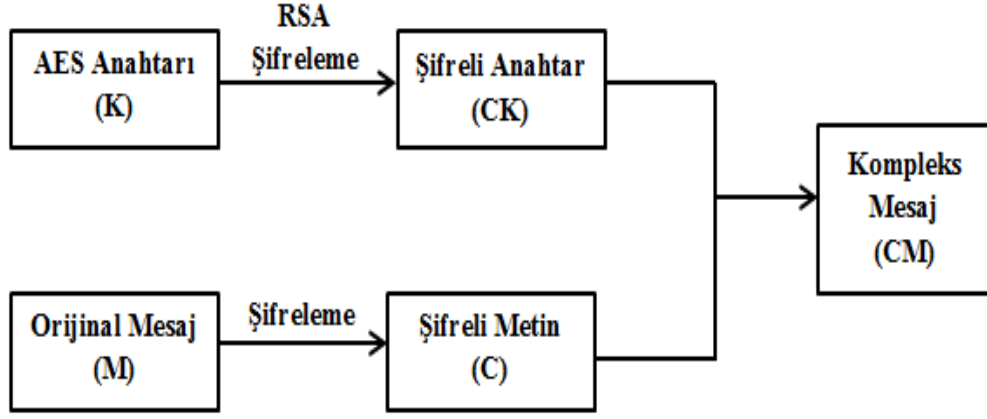 AES Anahtarı
(K)
RSA
Şifreleme
Şifreli Anahtar
(CK)
Kompleks
Mesaj
(CM)
Orijinal Mesaj
(M)
Şifreleme
Şifreli Metin
(C)